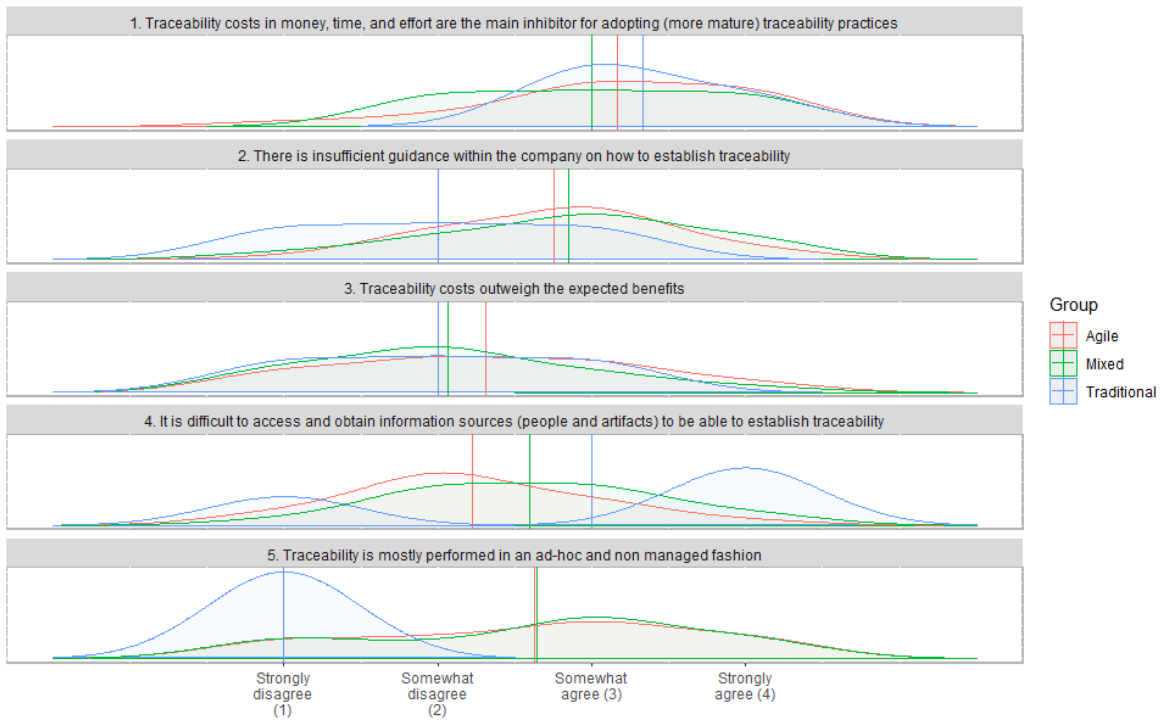 1. Traceability costs in money, time, and effort are the main inhibitor for adopting (more mature) traceability practices
2. There is insufficient guidance within the company on how to establish traceability
3. Traceability costs outweigh the expected benefits
4. It is difficult to access and obtain information sources (people and artifacts) to be able to establish traceability
5. Traceability is mostly performed in an ad-hoc and non managed fashion
Strongly
disagree
(1)
Somewhat
disagree
(2)
Somewhat
agree (3)
Strongly
agree (4)
Group
Agile
Mixed
Traditional